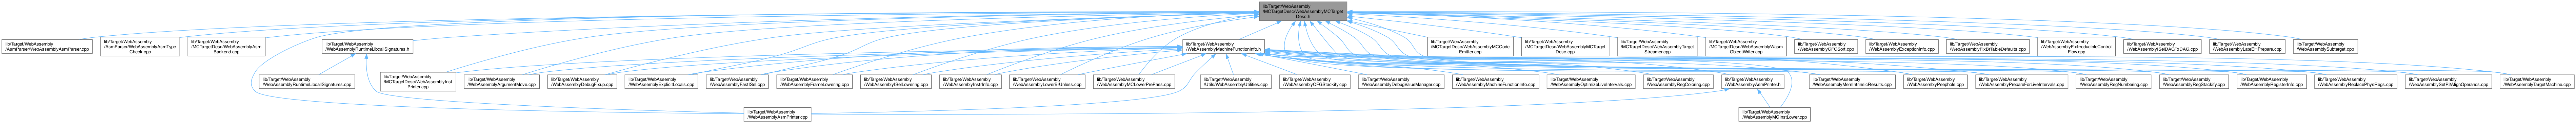 lib/Target/WebAssembly
/MCTargetDesc/WebAssemblyMCTarget
Desc.h
lib/Target/WebAssembly
/AsmParser/WebAssemblyAsmParser.cpp
lib/Target/WebAssembly
/AsmParser/WebAssemblyAsmType
Check.cpp
lib/Target/WebAssembly
/MCTargetDesc/WebAssemblyAsm
Backend.cpp
lib/Target/WebAssembly
/WebAssemblyRuntimeLibcallSignatures.h
lib/Target/WebAssembly
/WebAssemblyMachineFunctionInfo.h
lib/Target/WebAssembly
/MCTargetDesc/WebAssemblyMCCode
Emitter.cpp
lib/Target/WebAssembly
/MCTargetDesc/WebAssemblyMCTarget
Desc.cpp
lib/Target/WebAssembly
/MCTargetDesc/WebAssemblyTarget
Streamer.cpp
lib/Target/WebAssembly
/MCTargetDesc/WebAssemblyWasm
ObjectWriter.cpp
lib/Target/WebAssembly
/WebAssemblyCFGSort.cpp
lib/Target/WebAssembly
/WebAssemblyExceptionInfo.cpp
lib/Target/WebAssembly
/WebAssemblyFixBrTableDefaults.cpp
lib/Target/WebAssembly
/WebAssemblyFixIrreducibleControl
Flow.cpp
lib/Target/WebAssembly
/WebAssemblyISelDAGToDAG.cpp
lib/Target/WebAssembly
/WebAssemblyLateEHPrepare.cpp
lib/Target/WebAssembly
/WebAssemblySubtarget.cpp
lib/Target/WebAssembly
/WebAssemblyRuntimeLibcallSignatures.cpp
lib/Target/WebAssembly
/MCTargetDesc/WebAssemblyInst
Printer.cpp
lib/Target/WebAssembly
/WebAssemblyArgumentMove.cpp
lib/Target/WebAssembly
/WebAssemblyDebugFixup.cpp
lib/Target/WebAssembly
/WebAssemblyExplicitLocals.cpp
lib/Target/WebAssembly
/WebAssemblyFastISel.cpp
lib/Target/WebAssembly
/WebAssemblyFrameLowering.cpp
lib/Target/WebAssembly
/WebAssemblyISelLowering.cpp
lib/Target/WebAssembly
/WebAssemblyInstrInfo.cpp
lib/Target/WebAssembly
/WebAssemblyLowerBrUnless.cpp
lib/Target/WebAssembly
/WebAssemblyMCLowerPrePass.cpp
lib/Target/WebAssembly
/Utils/WebAssemblyUtilities.cpp
lib/Target/WebAssembly
/WebAssemblyCFGStackify.cpp
lib/Target/WebAssembly
/WebAssemblyDebugValueManager.cpp
lib/Target/WebAssembly
/WebAssemblyMachineFunctionInfo.cpp
lib/Target/WebAssembly
/WebAssemblyOptimizeLiveIntervals.cpp
lib/Target/WebAssembly
/WebAssemblyRegColoring.cpp
lib/Target/WebAssembly
/WebAssemblyAsmPrinter.h
lib/Target/WebAssembly
/WebAssemblyMemIntrinsicResults.cpp
lib/Target/WebAssembly
/WebAssemblyPeephole.cpp
lib/Target/WebAssembly
/WebAssemblyPrepareForLiveIntervals.cpp
lib/Target/WebAssembly
/WebAssemblyRegNumbering.cpp
lib/Target/WebAssembly
/WebAssemblyRegStackify.cpp
lib/Target/WebAssembly
/WebAssemblyRegisterInfo.cpp
lib/Target/WebAssembly
/WebAssemblyReplacePhysRegs.cpp
lib/Target/WebAssembly
/WebAssemblySetP2AlignOperands.cpp
lib/Target/WebAssembly
/WebAssemblyTargetMachine.cpp
lib/Target/WebAssembly
/WebAssemblyAsmPrinter.cpp
lib/Target/WebAssembly
/WebAssemblyMCInstLower.cpp